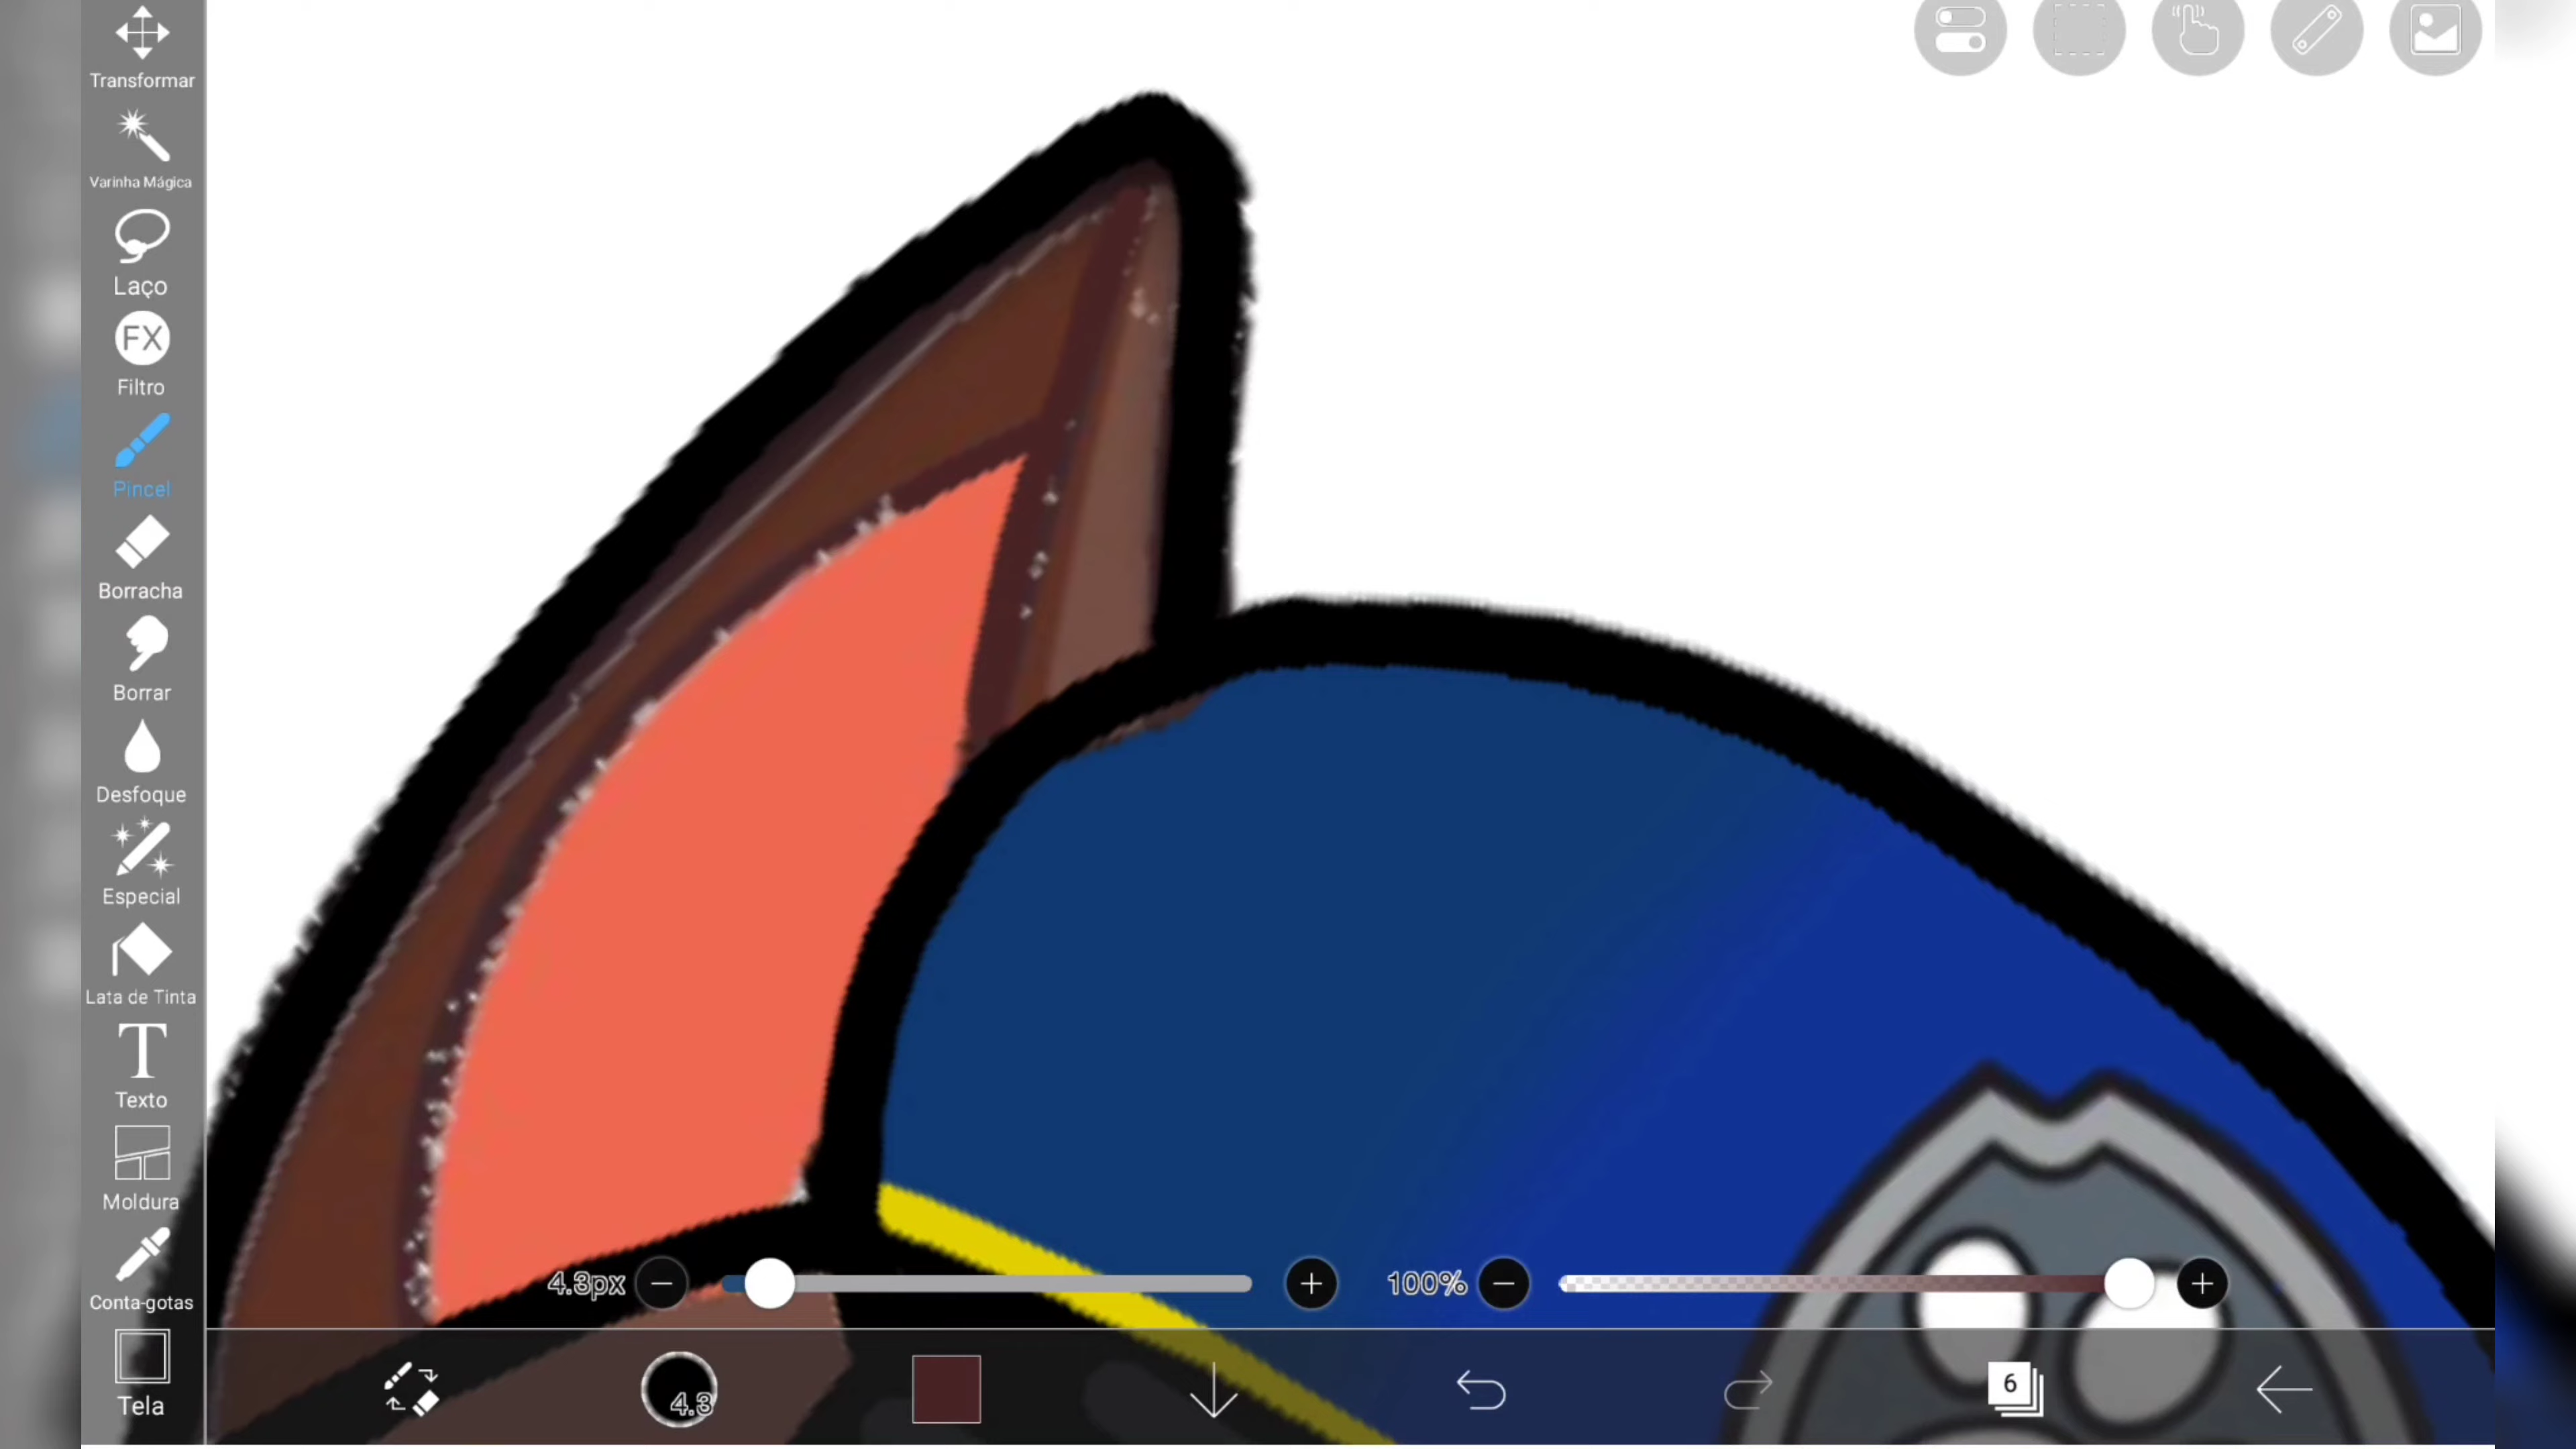 Transformar
Varinha Mágica
Laço
FX
Filtro
Pincel
Borracha
Borrar
Desfoque
Especial
Lata de Tinta
T
Texto
Moldura
Conta-gotas
Tela
4.3px
100%
4.3
6